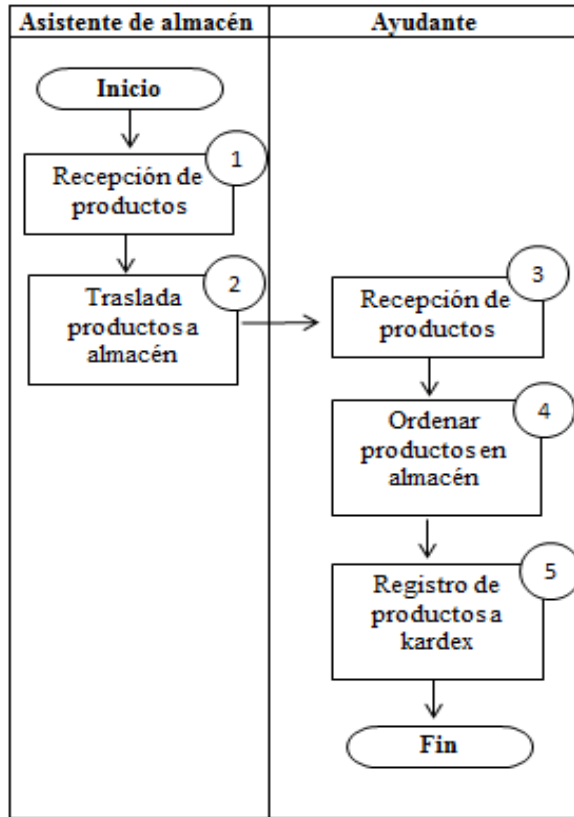 Asistente de almacén
Ayudante
Inicio
1
Recepción de
productos
2
Traslada
productos a
almacén
3
Recepción de
productos
4
Ordenar
productos en
almacén
5
Registro de
productos a
kardex
Fin